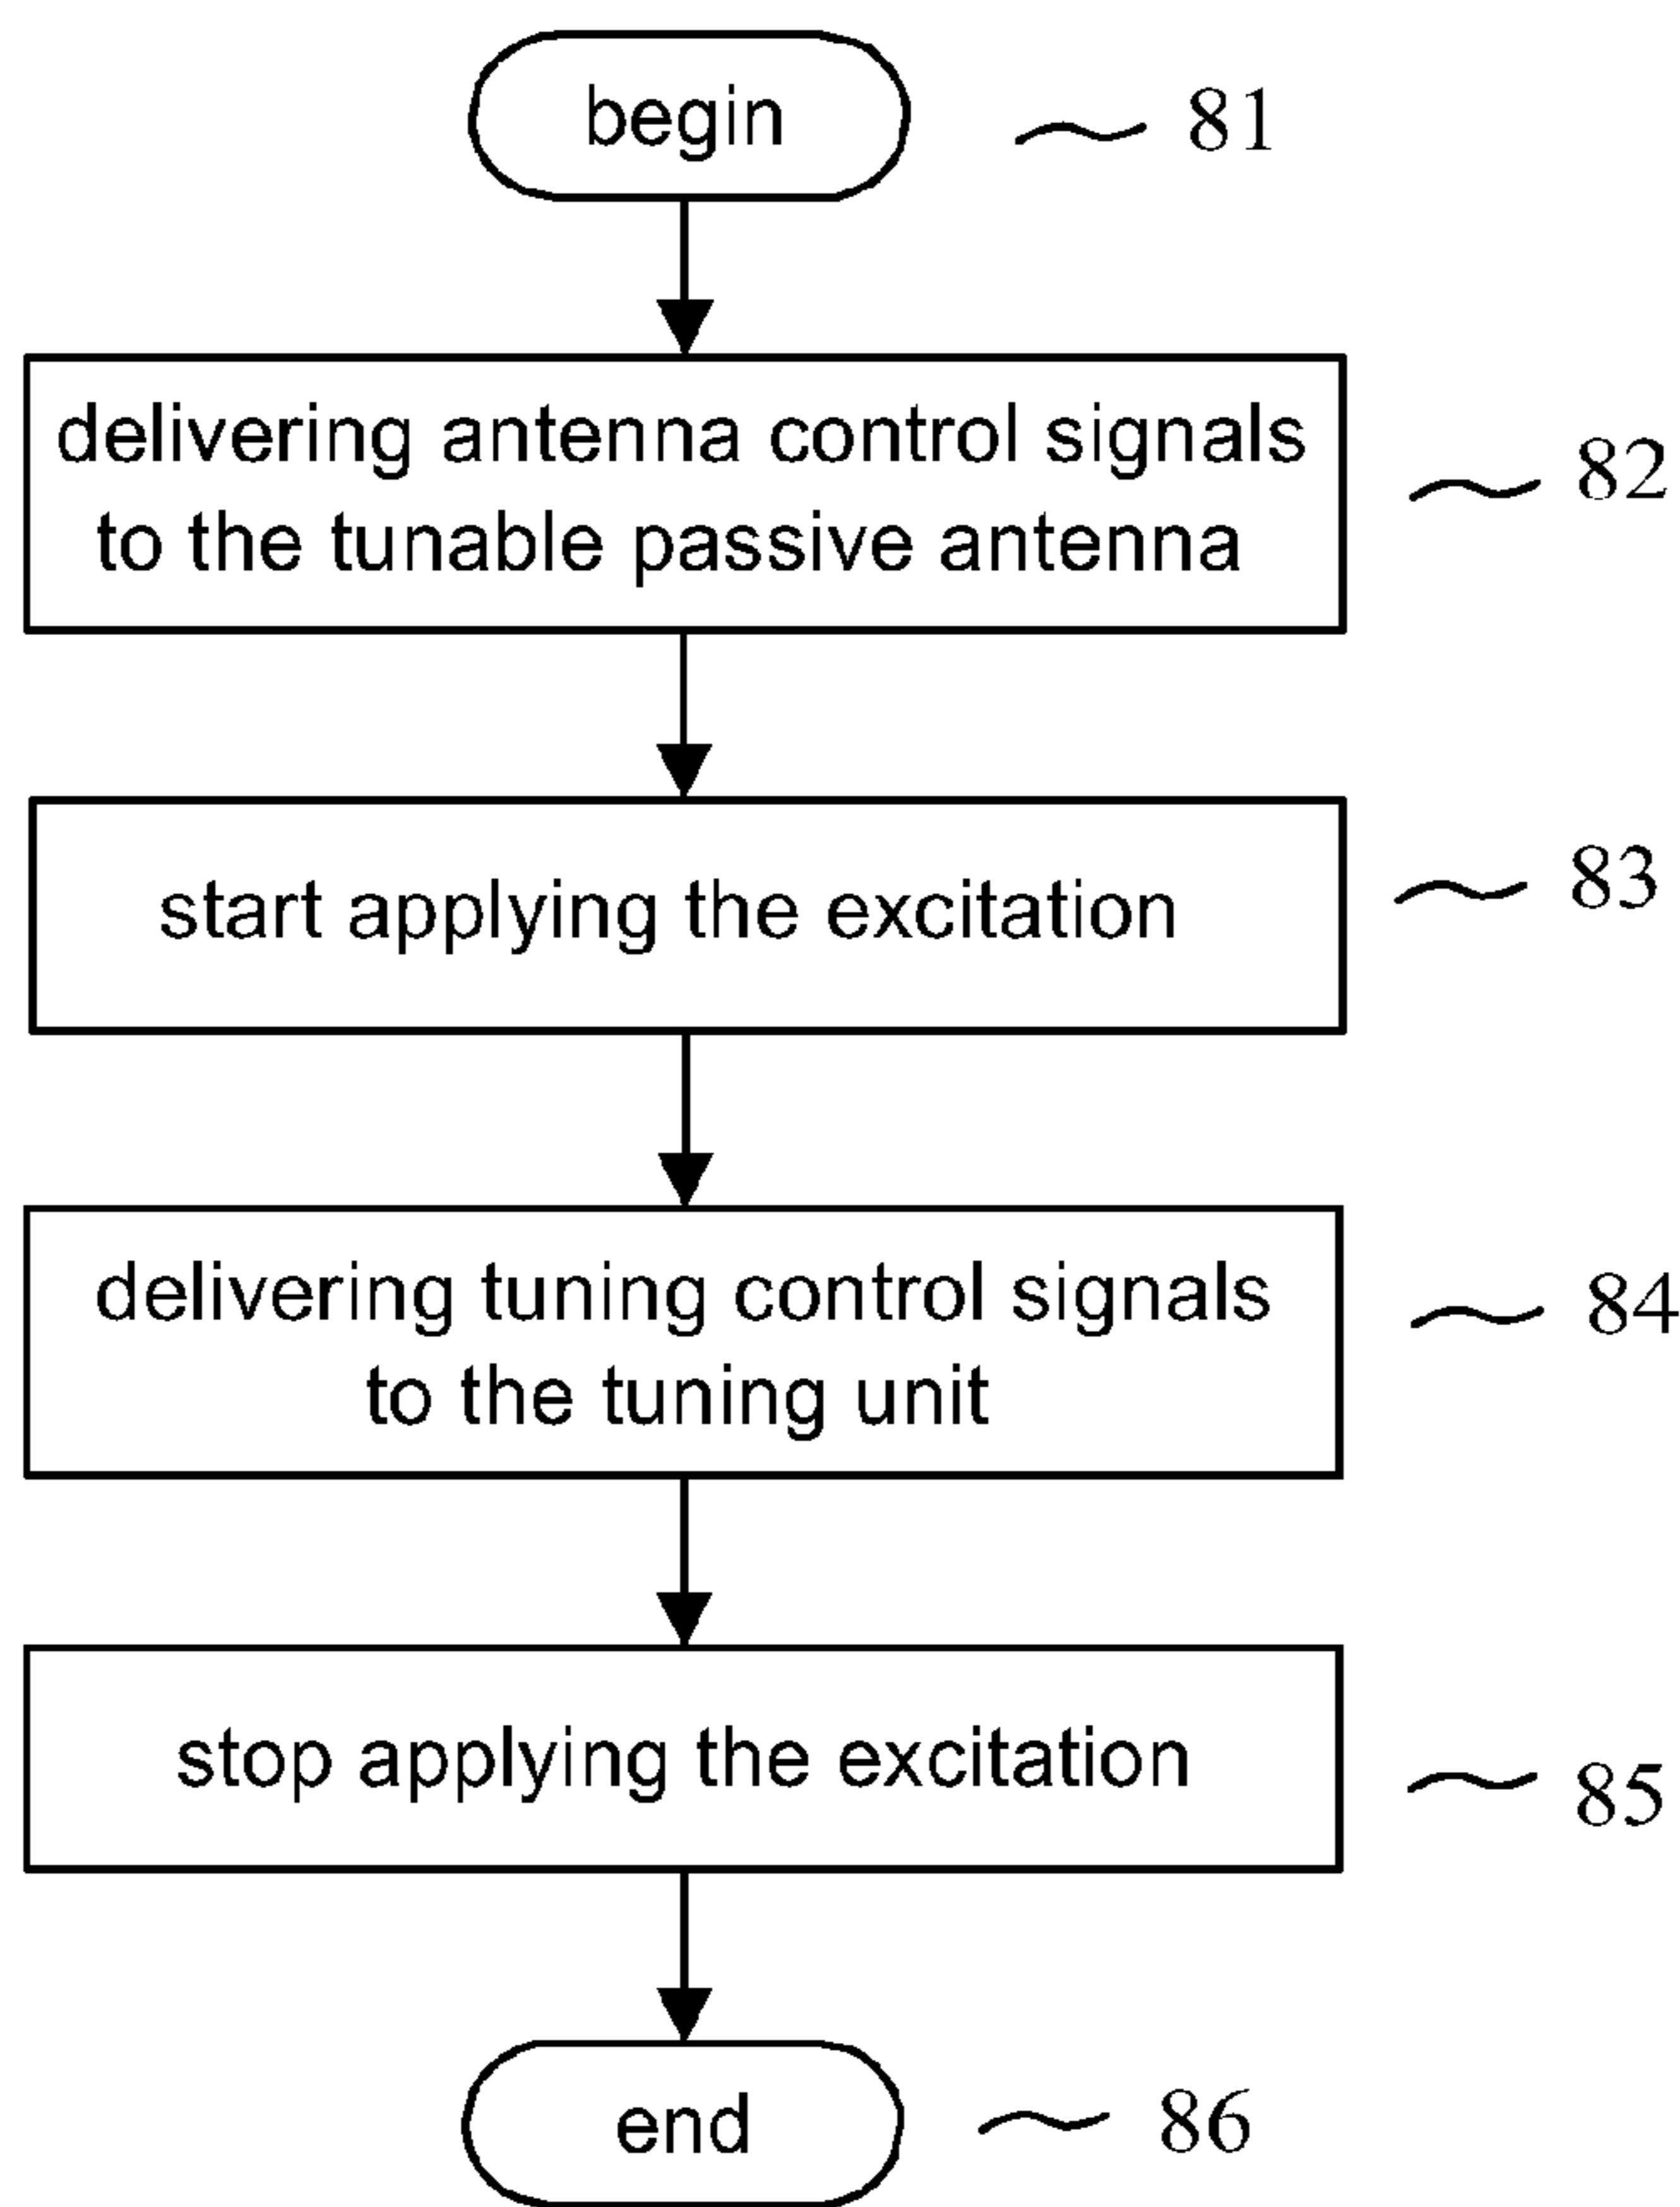 begin
81
delivering antenna control signals
to the tunable passive antenna
82
start applying the excitation
83
delivering tuning control signals
to the tuning unit
84
stop applying the excitation
85
end
86